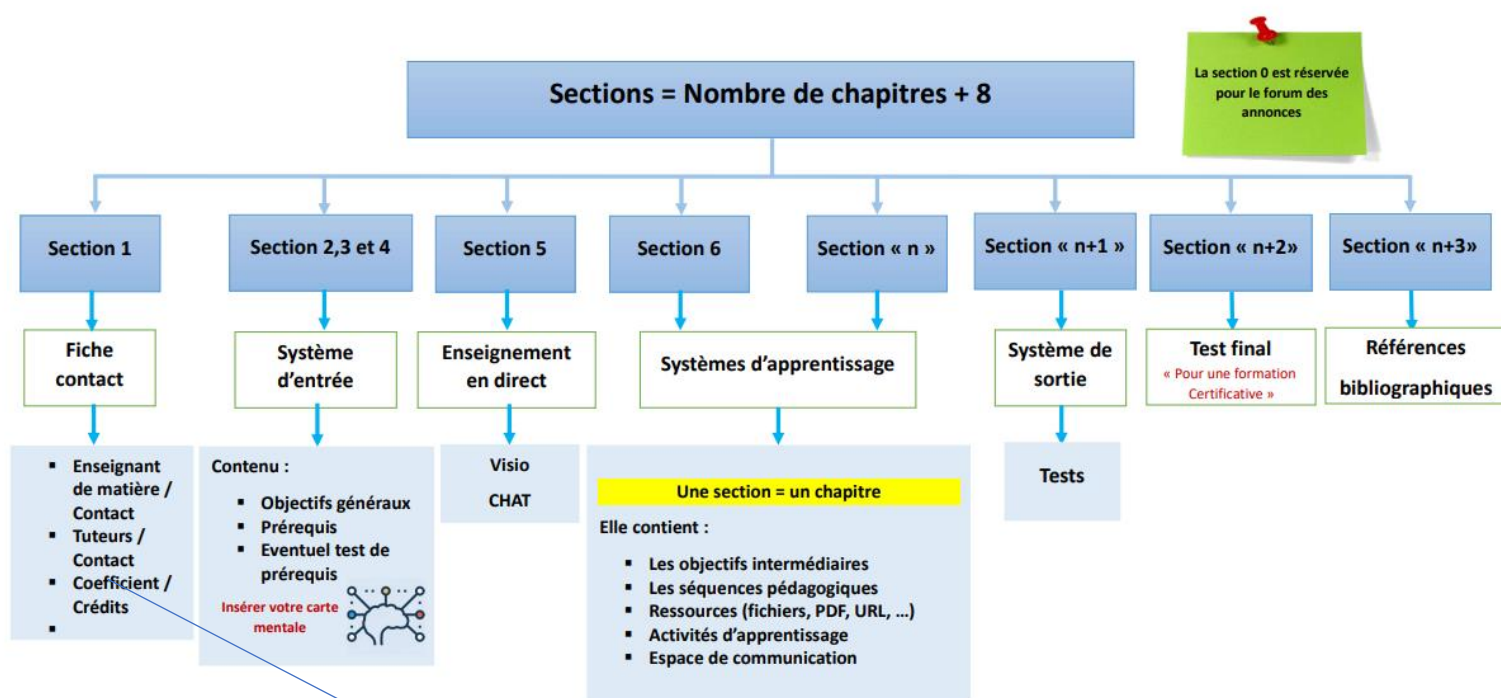 Sections = Nombre de chapitres + 8
La section 0 est réservée
pour le forum des
annonces
Section 1
Section 2,3 et 4
Section 5
Section 6
Section « n »
Section « n+1 »
Section « n+2»
Section « n+3»
Fiche
contact
Système
d’entrée
Enseignement
en direct
Systèmes d’apprentissage
Système de
sortie
Test final
« Pour une formation
Certificative »
Références
bibliographiques
▪ Enseignant
de matière /
Contact
▪ Tuteurs /
Contact
▪ Coefficient /
Crédits
▪
Contenu :
▪ Objectifs généraux
▪ Prérequis
▪ Eventuel test de
prérequis
Insérer votre carte
mentale
Visio
CHAT
Une section = un chapitre
Elle contient :
▪ Les objectifs intermédiaires
▪ Les séquences pédagogiques
▪ Ressources (fichiers, PDF, URL, …)
▪ Activités d’apprentissage
▪ Espace de communication
Tests